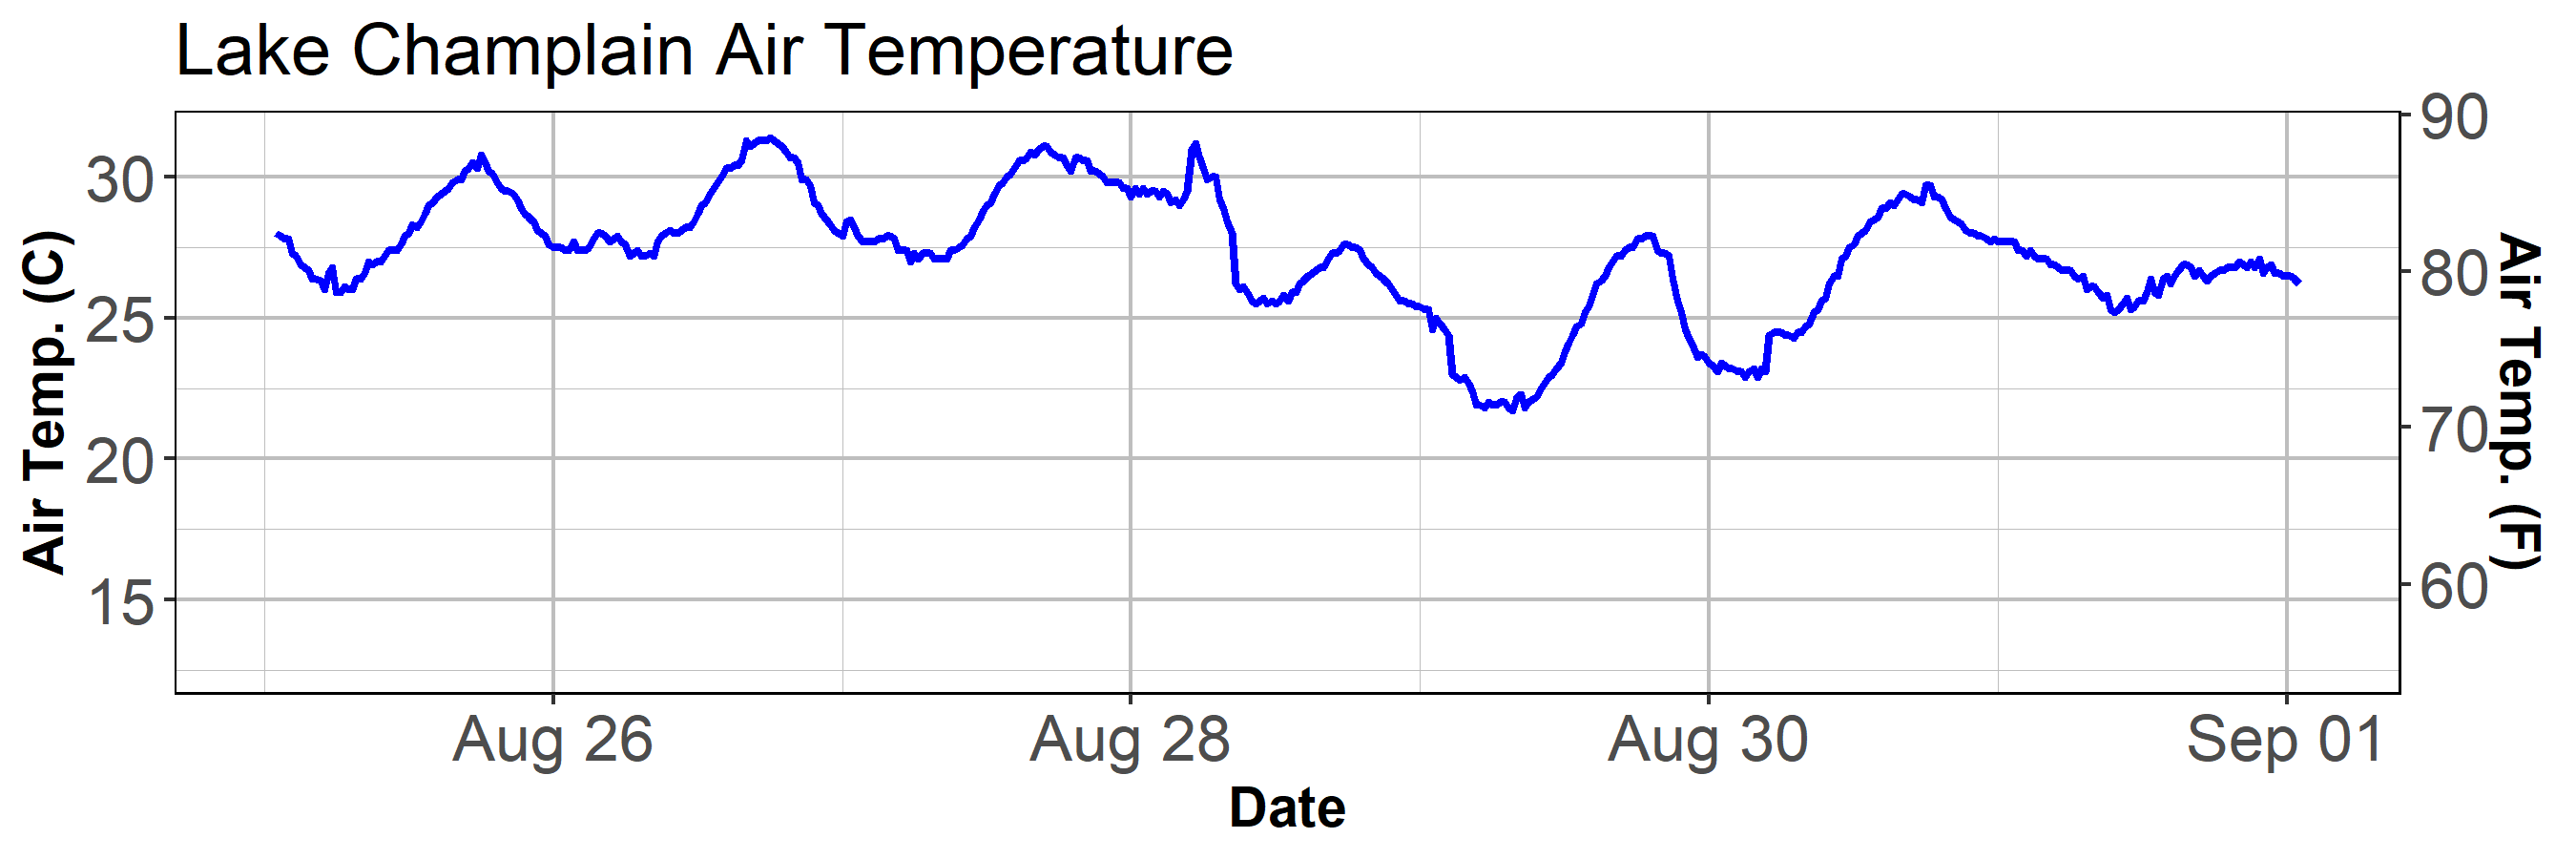 Lake Champlain Air Temperature
Air Temp. (C)
30
25
20
15
90
80
70
60
Air Temp. (F)
Aug 26
Aug 28
Aug 30
Sep 01
Date